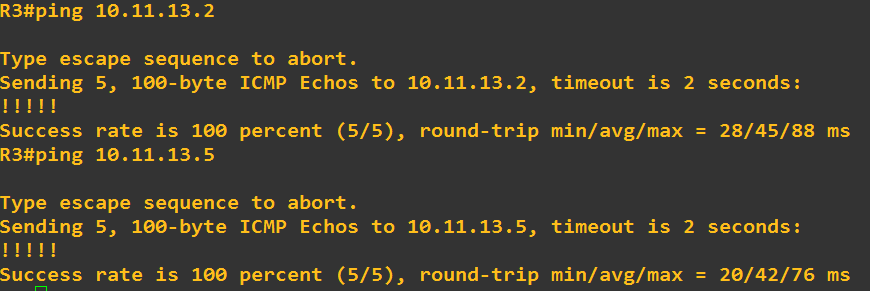 R3#ping 10.11.13.2
Type escape sequence to abort.
Sending 5, 100-byte ICMP Echos to 10.11.13.2, timeout is 2 seconds:
!!!!!
Success rate is 100 percent (5/5), round-trip min/avg/max = 28/45/88 ms
R3#ping 10.11.13.5
Type escape sequence to abort.
Sending 5, 100-byte ICMP Echos to 10.11.13.5, timeout is 2 seconds:
!!!!!
Success rate is 100 percent (5/5), round-trip min/avg/max = 20/42/76 ms